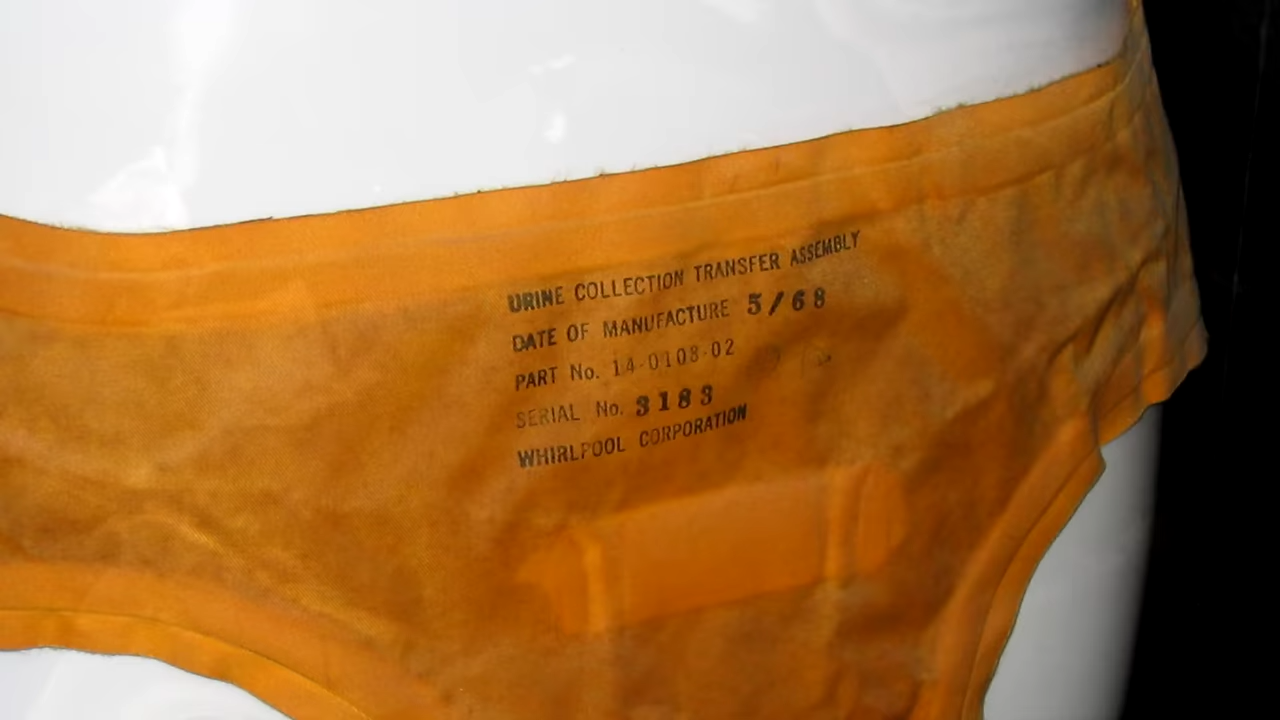 URINE COLLECTION TRANSFER ASSEMBLY
DATE OF MANUFACTURE 5/68
PART No. 14-0108-02
SERIAL No. 3183
WHIRLPOOL CORPORATION